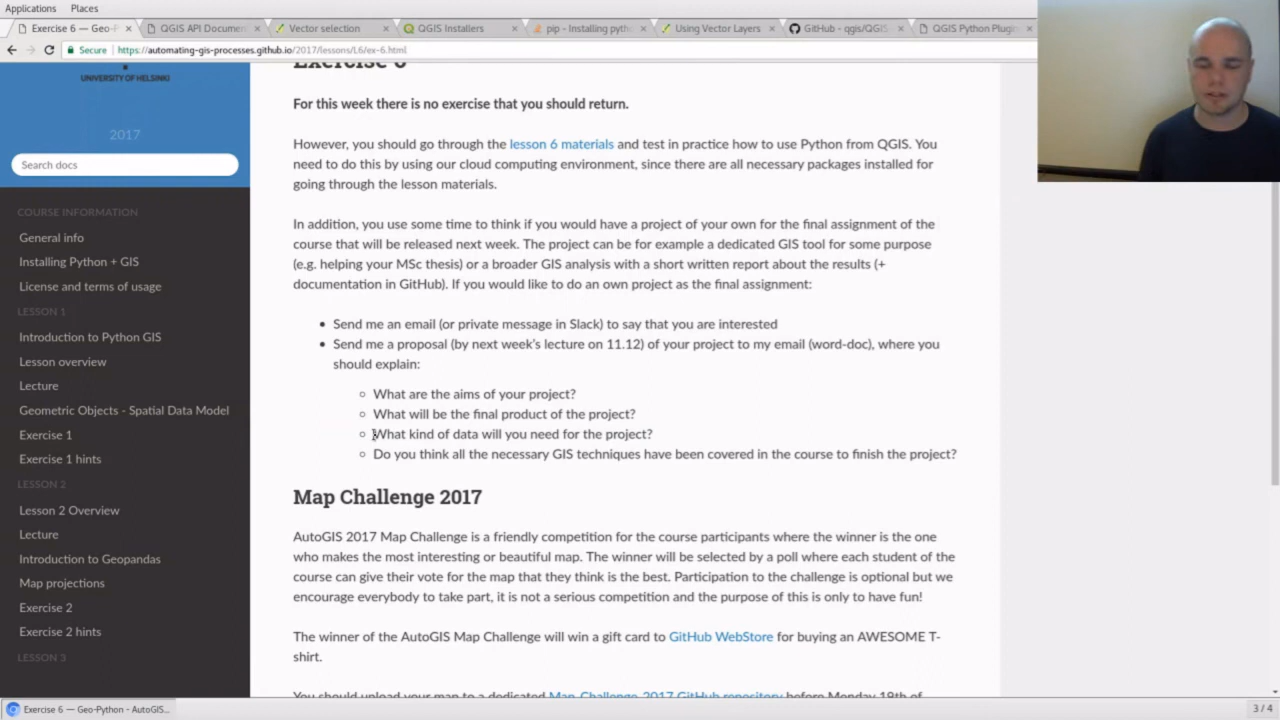 Applications Places
Exercise 6 — Geo-P
QGIS API Documen
Vector selection
QGIS Installers
pip - Installing pyth
Using Vector Layers
GitHub - qgis/QGIS
QGIS Python Plugin
Secure https://automating-gis-processes.github.io/2017/lessons/L6/ex-6.html
UNIVERSITY OF HELSINKI
2017
Search docs
COURSE INFORMATION
General info
Installing Python + GIS
License and terms of usage
LESSON 1
Introduction to Python GIS
Lesson overview
Lecture
Geometric Objects - Spatial Data Model
Exercise 1
Exercise 1 hints
LESSON 2
Lesson 2 Overview
Lecture
Introduction to Geopandas
Map projections
Exercise 2
Exercise 2 hints
LESSON 3
Exercise 6
For this week there is no exercise that you should return.
However, you should go through the lesson 6 materials and test in practice how to use Python from QGIS. You
need to do this by using our cloud computing environment, since there are all necessary packages installed for
going through the lesson materials.
In addition, you use some time to think if you would have a project of your own for the final assignment of the
course that will be released next week. The project can be for example a dedicated GIS tool for some purpose
(e.g. helping your MSc thesis) or a broader GIS analysis with a short written report about the results (+
documentation in GitHub). If you would like to do an own project as the final assignment:
Send me an email (or private message in Slack) to say that you are interested
Send me a proposal (by next week's lecture on 11.12) of your project to my email (word-doc), where you
should explain:
What are the aims of your project?
What will be the final product of the project?
What kind of data will you need for the project?
Do you think all the necessary GIS techniques have been covered in the course to finish the project?
Map Challenge 2017
AutoGIS 2017 Map Challenge is a friendly competition for the course participants where the winner is the one
who makes the most interesting or beautiful map. The winner will be selected by a poll where each student of the
course can give their vote for the map that they think is the best. Participation to the challenge is optional but we
encourage everybody to take part, it is not a serious competition and the purpose of this is only to have fun!
The winner of the AutoGIS Map Challenge will win a gift card to GitHub WebStore for buying an AWESOME T-
shirt.
You should upload your map to a dedicated Map-Challenge-2017 GitHub repository before Monday 19th of
Exercise 6 — Geo-Python - AutoGIS...
3 / 4